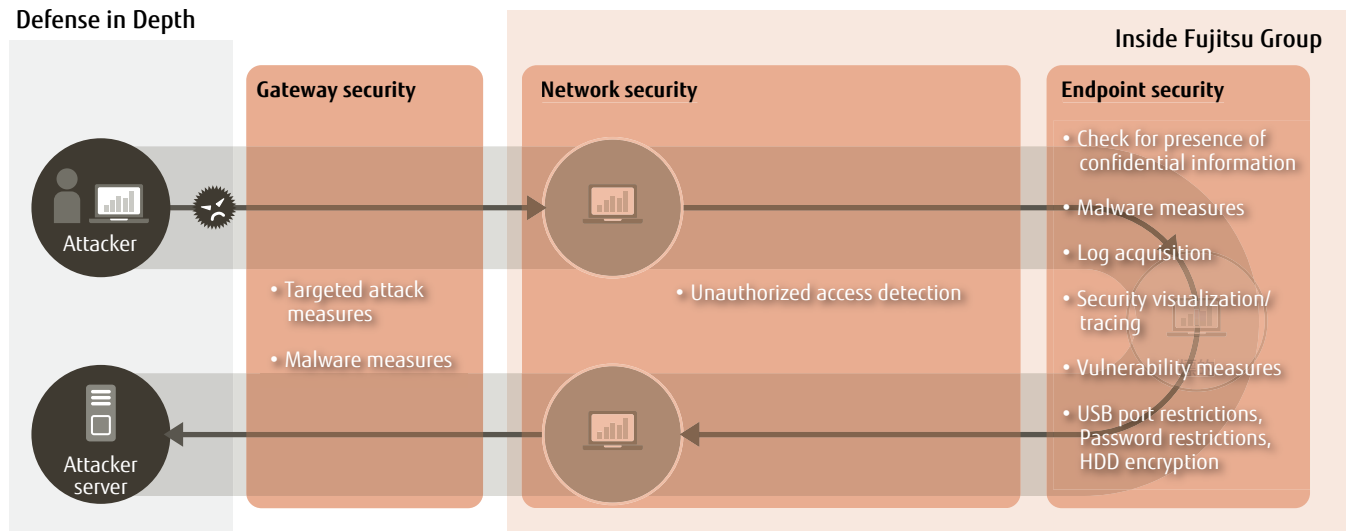 Defense in Depth
Inside Fujitsu Group
Gateway security
Network security
Endpoint security
Attacker
• Targeted attack
measures
• Malware measures
• Unauthorized access detection
• Check for presence of
confidential information
• Malware measures
• Log acquisition
• Security visualization/
tracing
• Vulnerability measures
• USB port restrictions,
Password restrictions,
HDD encryption
Attacker
server